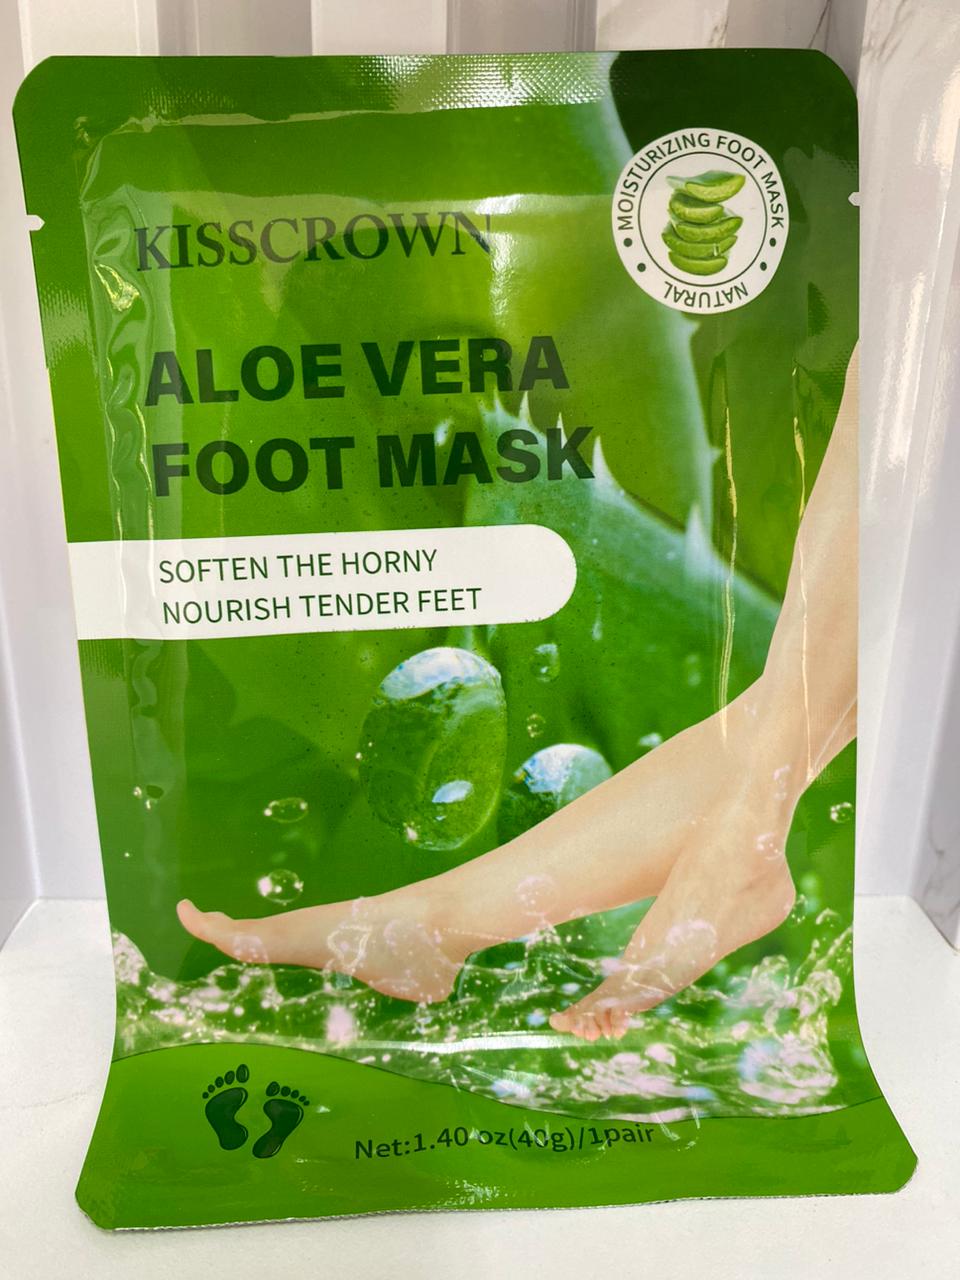 MOISTURIZING FOOT MASK
NATURAL
KISSCROWN
ALOE VERA
FOOT MASK
SOFTEN THE HORNY
NOURISH TENDER FEET
Net:1.40 oz(40g)/1pair